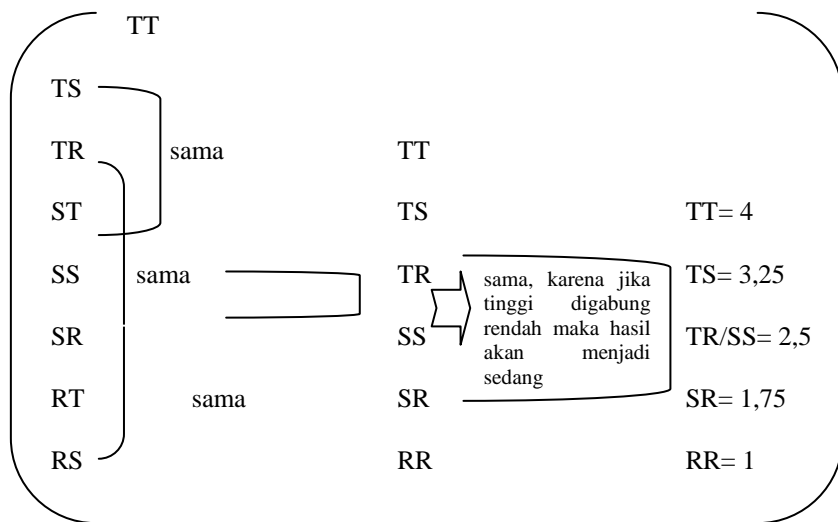 TT
TS
TR sama TT
ST TS TT= 4
SS sama TR TS= 3,25
sama, karena jika
tinggi digabung
rendah maka hasil
akan menjadi
sedang
SR SS TR/SS= 2,5
RT sama SR SR= 1,75
RS RR RR= 1